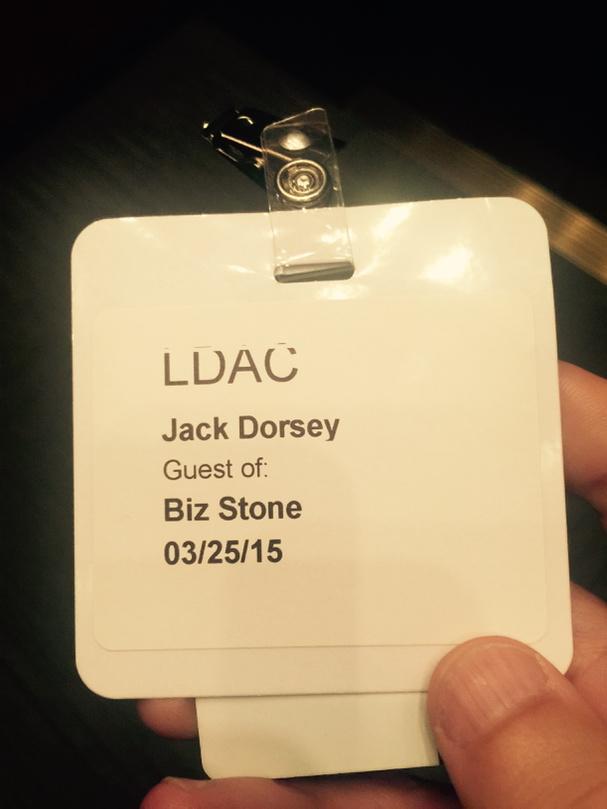 LDAC
Jack Dorsey
Guest of:
Biz Stone
03/25/15